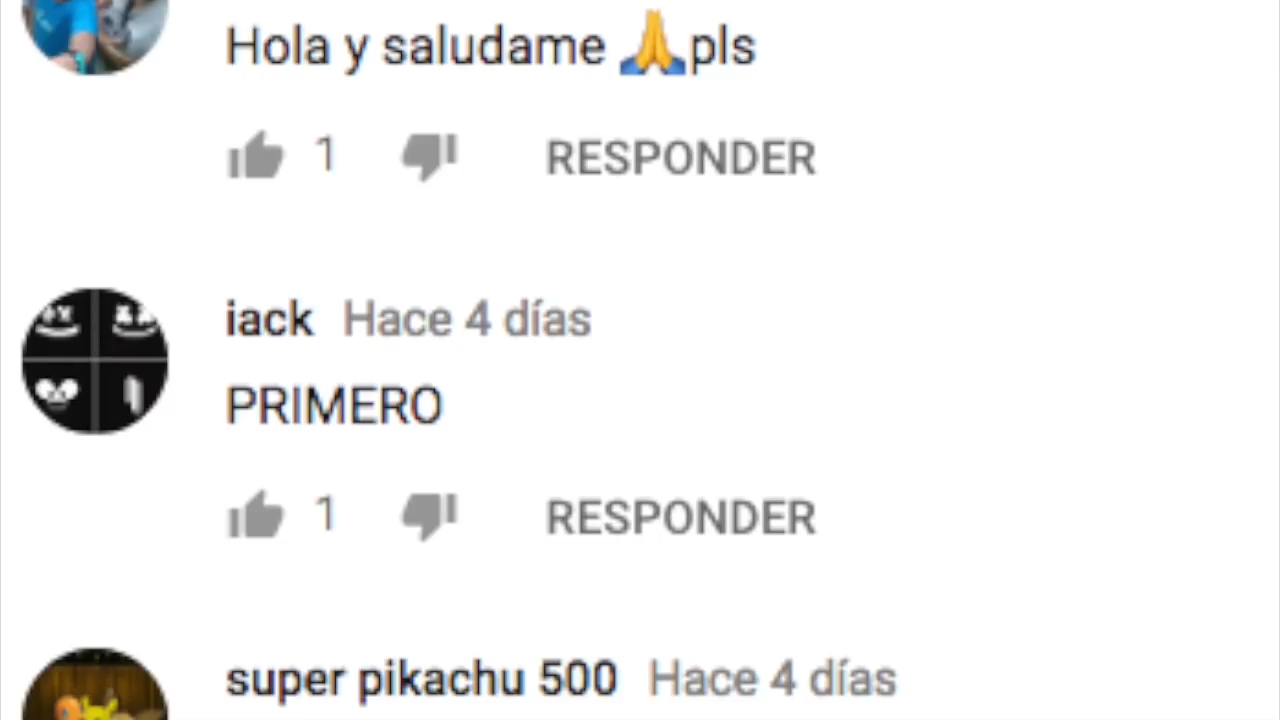 Hola y saludame 🙏pls
1 RESPONDER
iack Hace 4 días
PRIMERO
1 RESPONDER
super pikachu 500 Hace 4 días